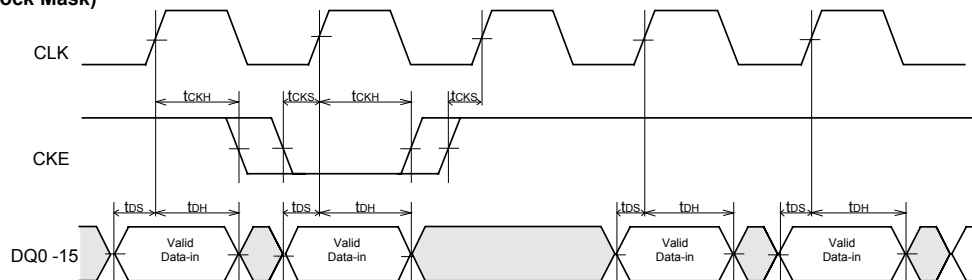 ock Mask)
CLK
tCKH tCKS tCKH tCKS
CKE
tDS tDH tDS tDH tDS tDH tDS tDH
DQ0 -15
Valid Data-in
Valid Data-in
Valid Data-in
Valid Data-in